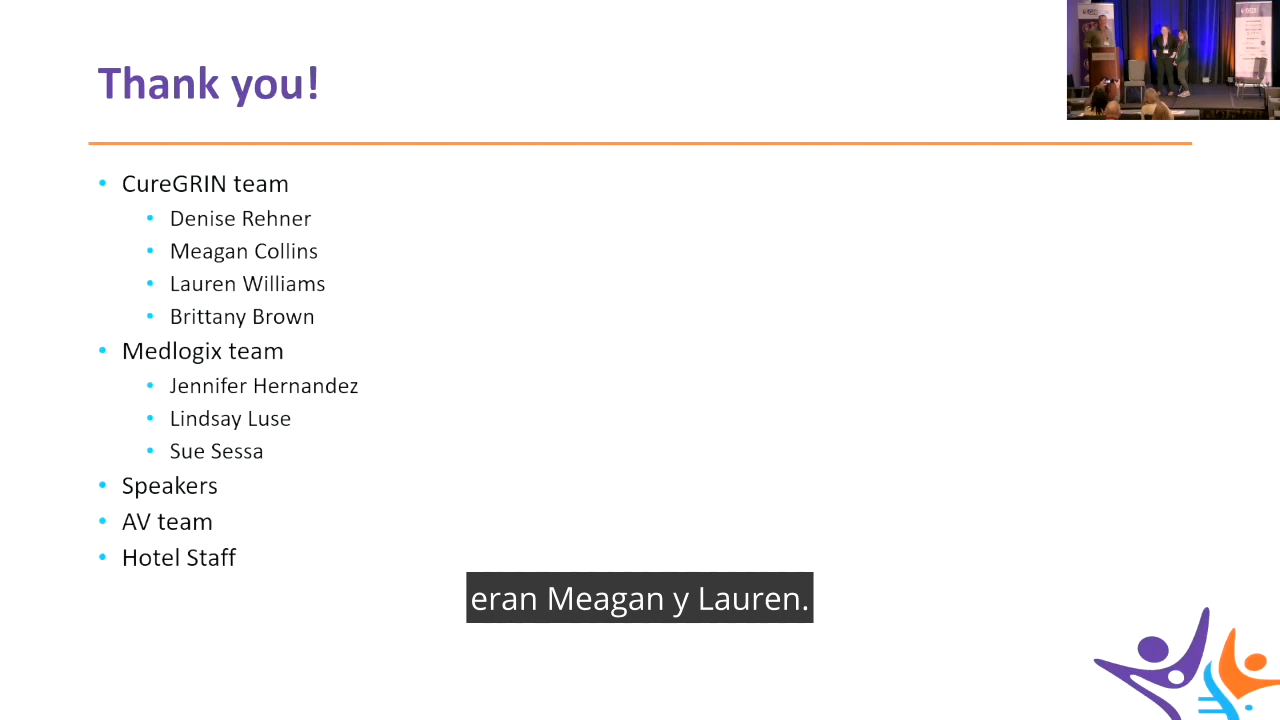 Thank you!
CureGRIN team
Denise Rehner
Meagan Collins
Lauren Williams
Brittany Brown
Medlogix team
Jennifer Hernandez
Lindsay Luse
Sue Sessa
Speakers
AV team
Hotel Staff
eran Meagan y Lauren.